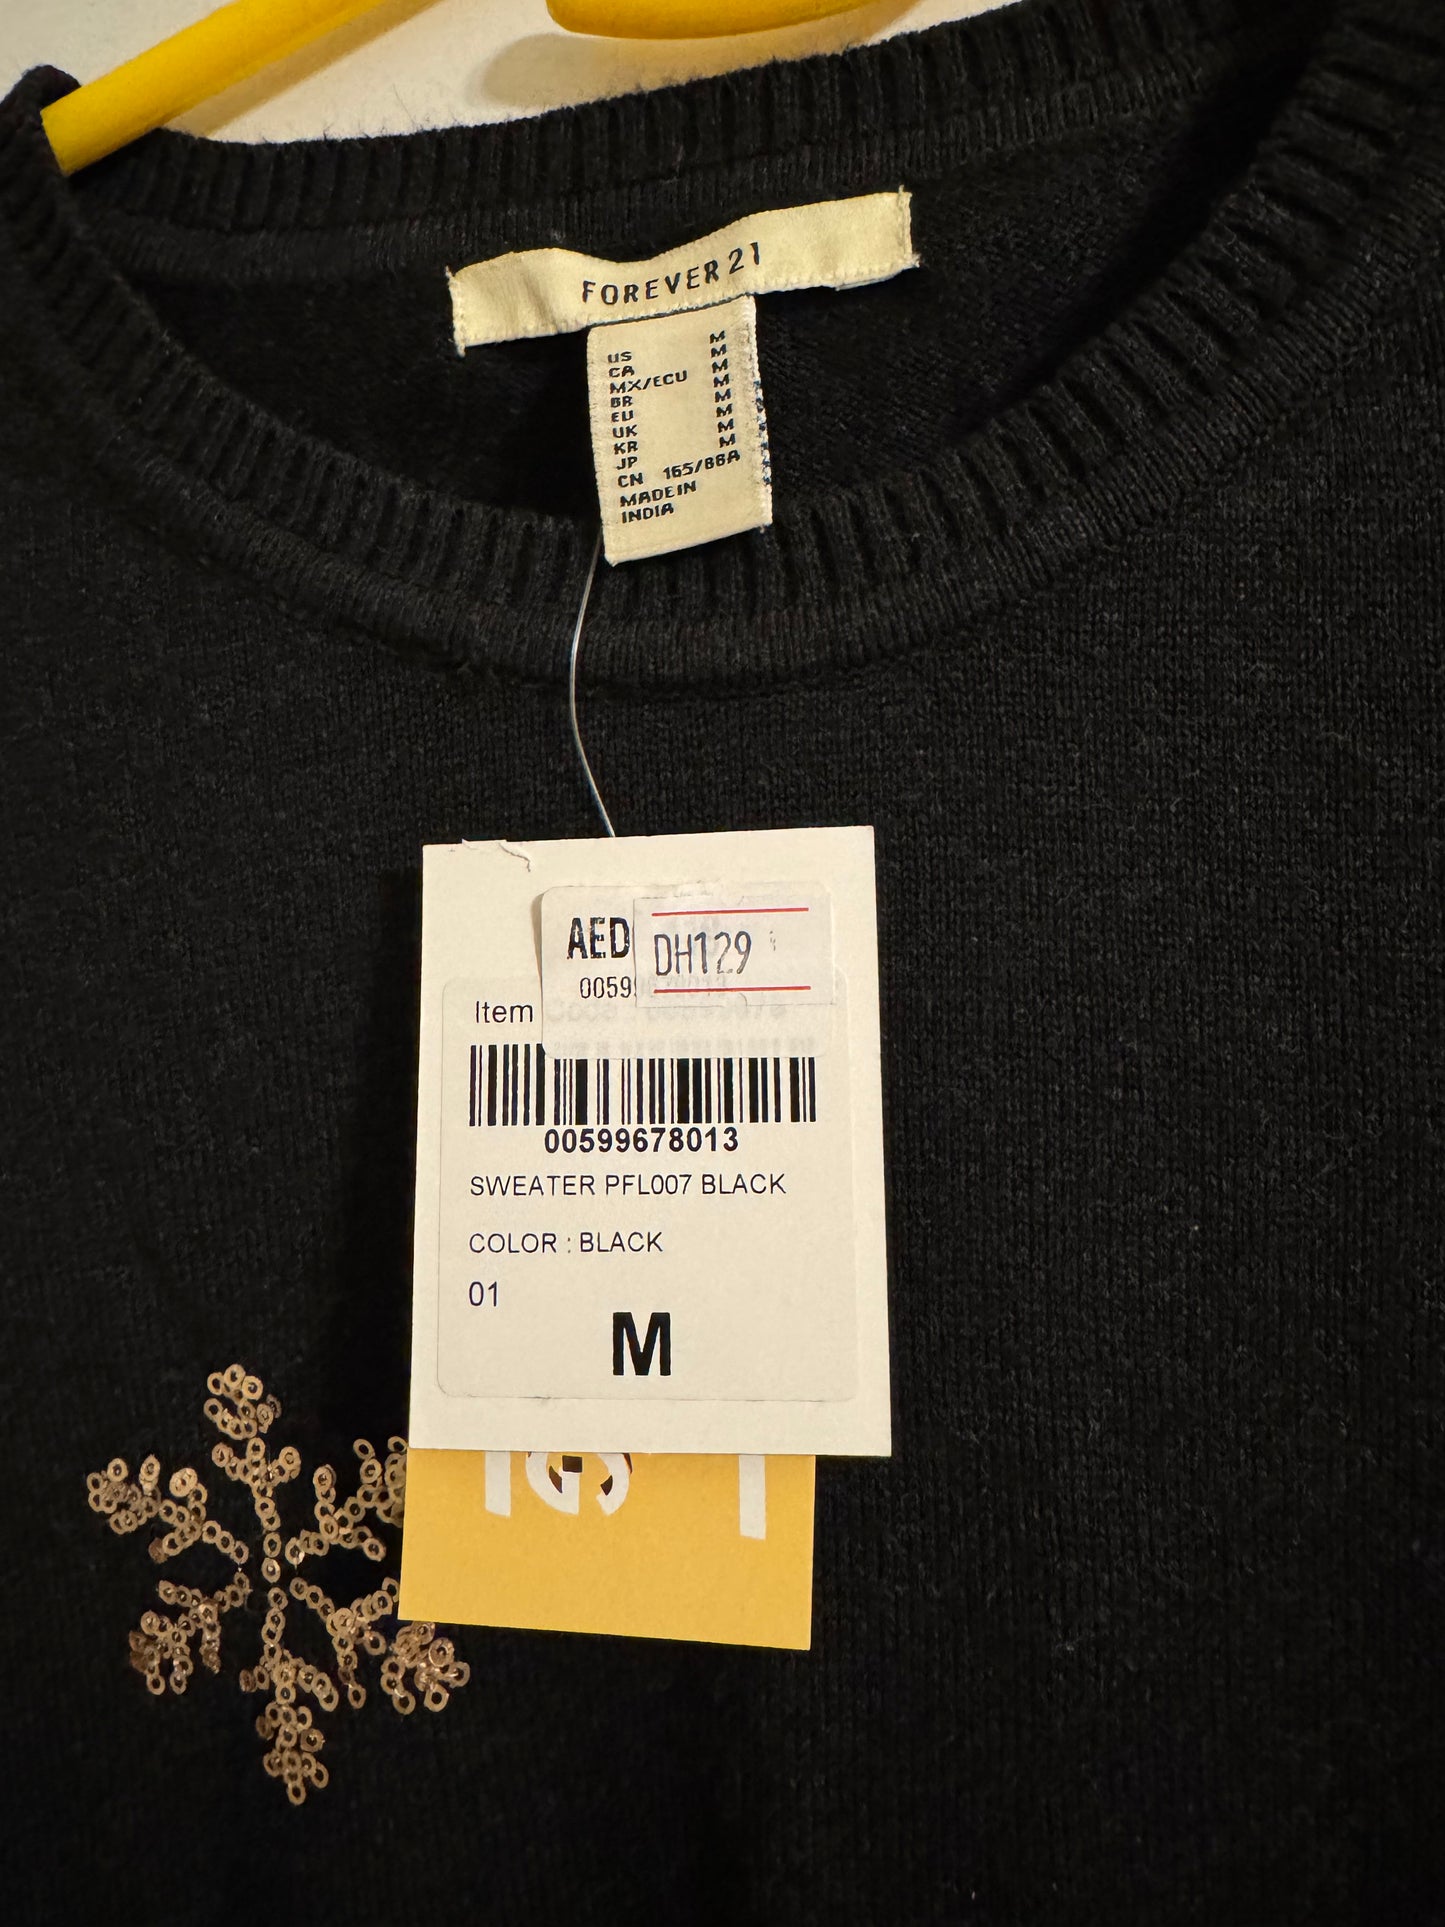 FOREVER 21
US M
CA M
MX/ECU M
BR M
EU M
UK M
KR M
JP M
CN 165/88A
MADE IN
INDIA
AED
DH129
0059
Item
00599678013
SWEATER PFL007 BLACK
COLOR : BLACK
01
M